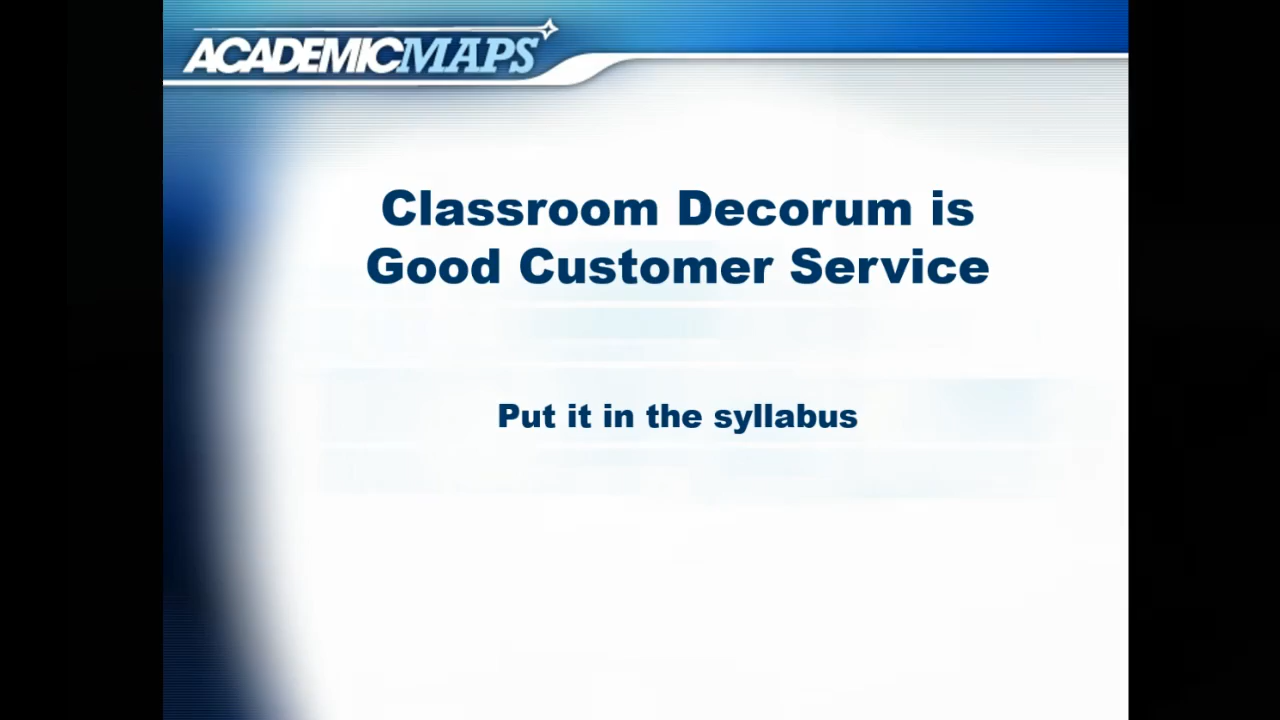 ACADEMICMAPS
Classroom Decorum is
Good Customer Service
Put it in the syllabus